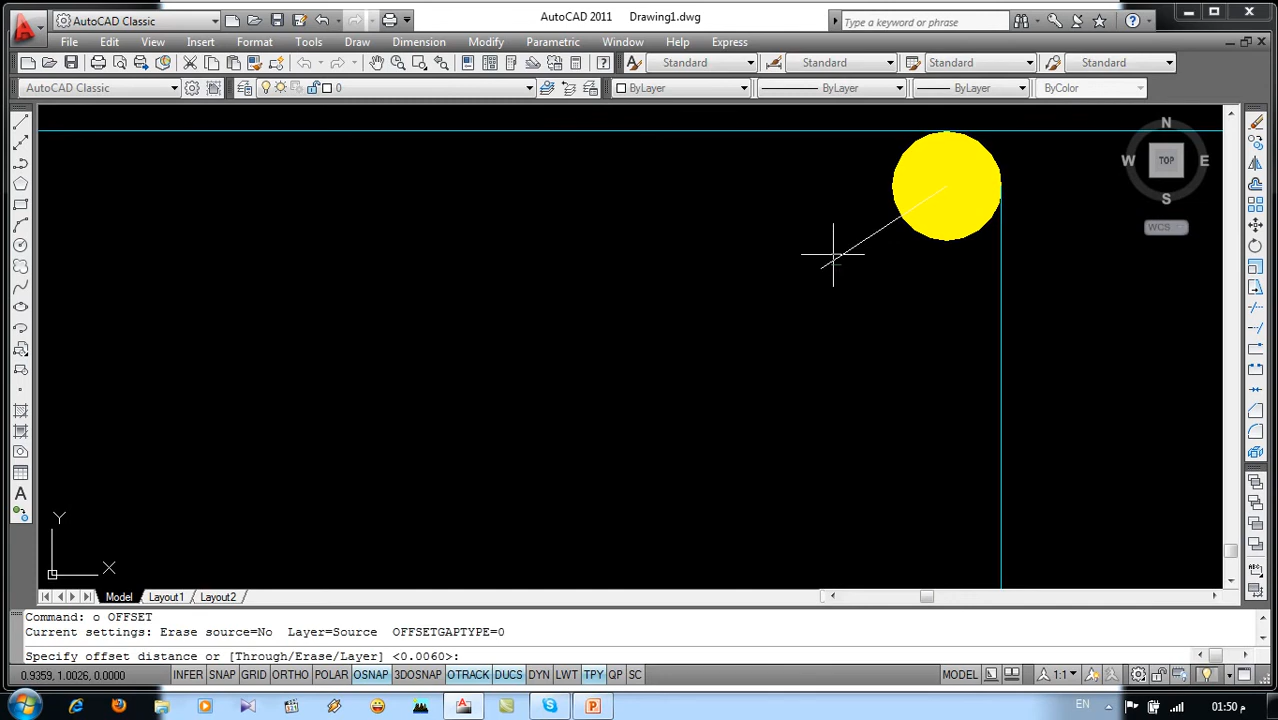 AutoCAD Classic
AutoCAD 2011 Drawing1.dwg
Type a keyword or phrase
File Edit View Insert Format Tools Draw Dimension Modify Parametric Window Help Express
Standard Standard Standard Standard
AutoCAD Classic 0 ByLayer ByLayer ByLayer ByColor
N
W TOP E
S
WCS
Y
X
Model Layout1 Layout2
Command: o OFFSET
Current settings: Erase source=No Layer=Source OFFSETGAPTYPE=0
Specify offset distance or [Through/Erase/Layer] <0.0060>:
0.9359, 1.0026, 0.0000 INFER SNAP GRID ORTHO POLAR OSNAP 3DOSNAP OTRACK DUCS DYN LWT TPY QP SC MODEL 1:1
EN 01:50 م